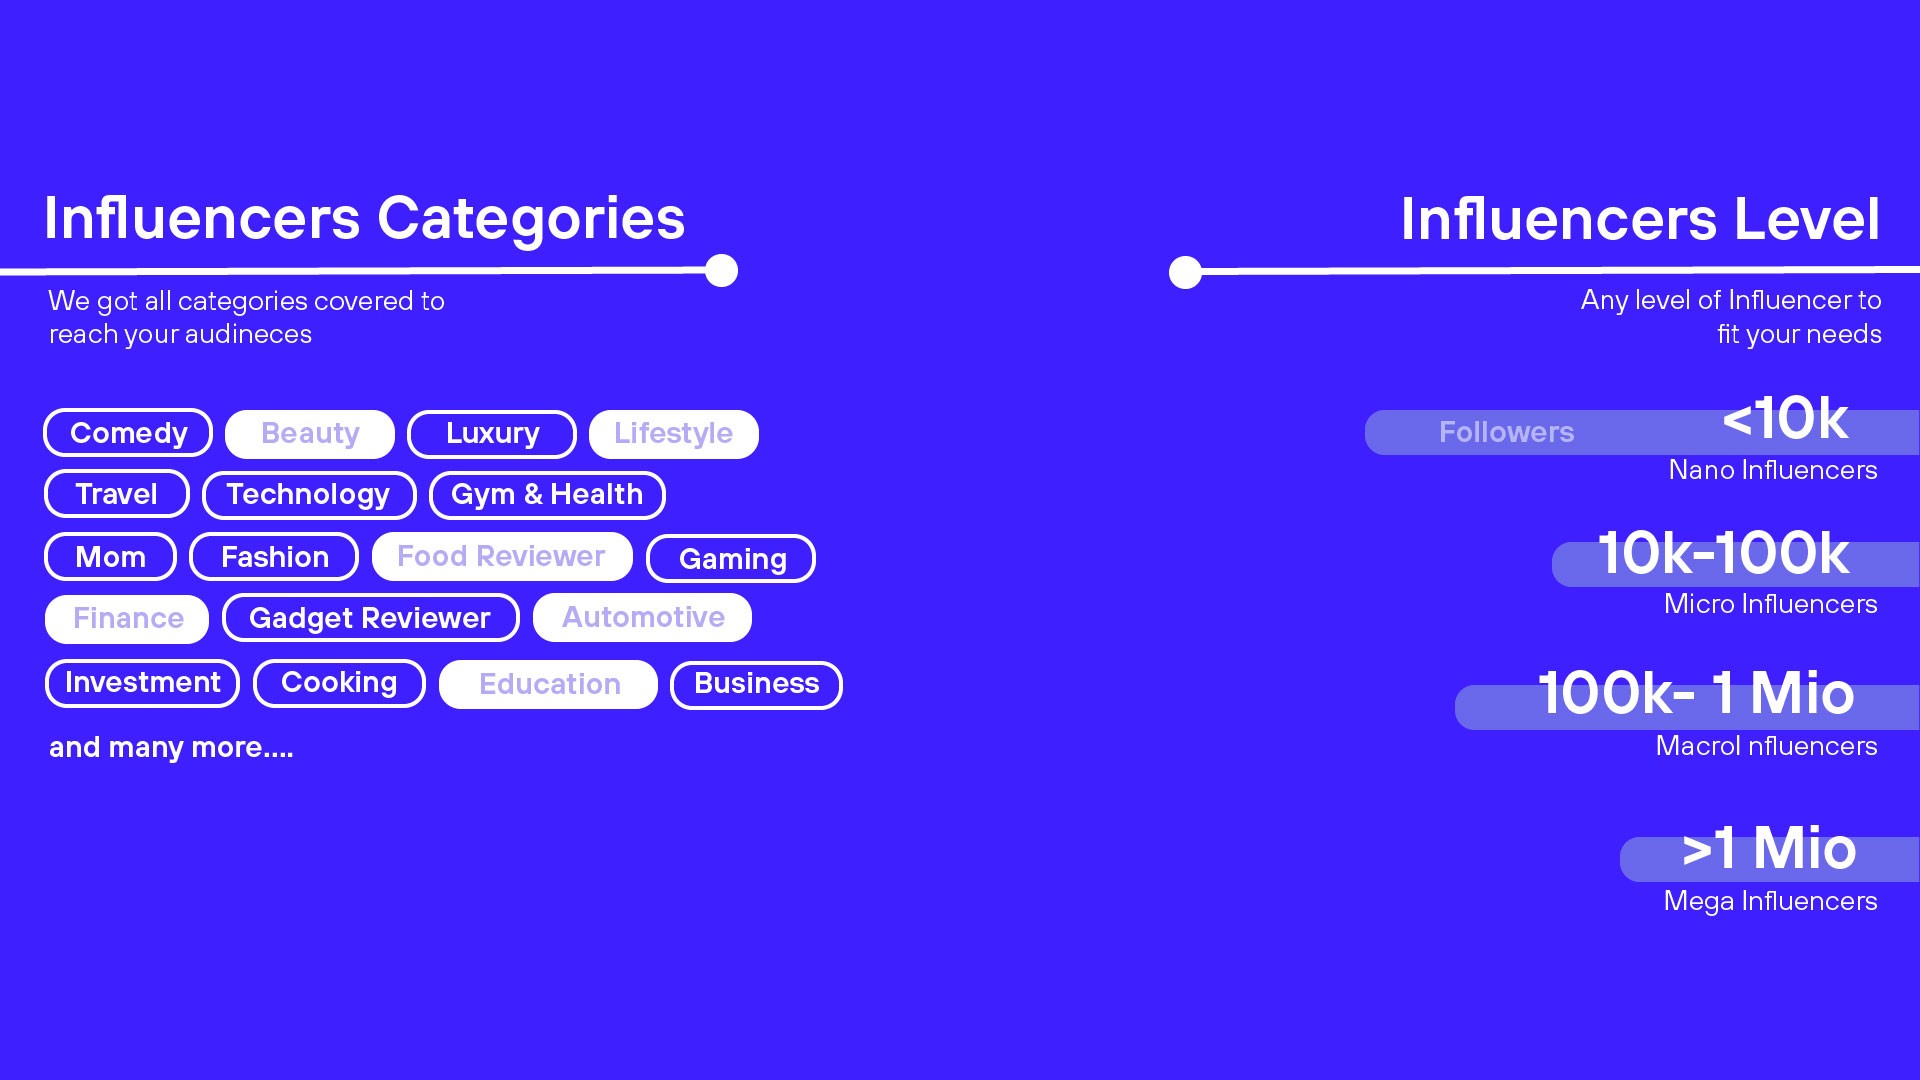 Influencers Categories
We got all categories covered to
reach your audineces
Comedy Beauty Luxury Lifestyle
Travel Technology Gym & Health
Mom Fashion Food Reviewer Gaming
Finance Gadget Reviewer Automotive
Investment Cooking Education Business
and many more....
Influencers Level
Any level of Influencer to
fit your needs
Followers <10k
Nano Influencers
10k-100k
Micro Influencers
100k- 1 Mio
MacroI nfluencers
>1 Mio
Mega Influencers